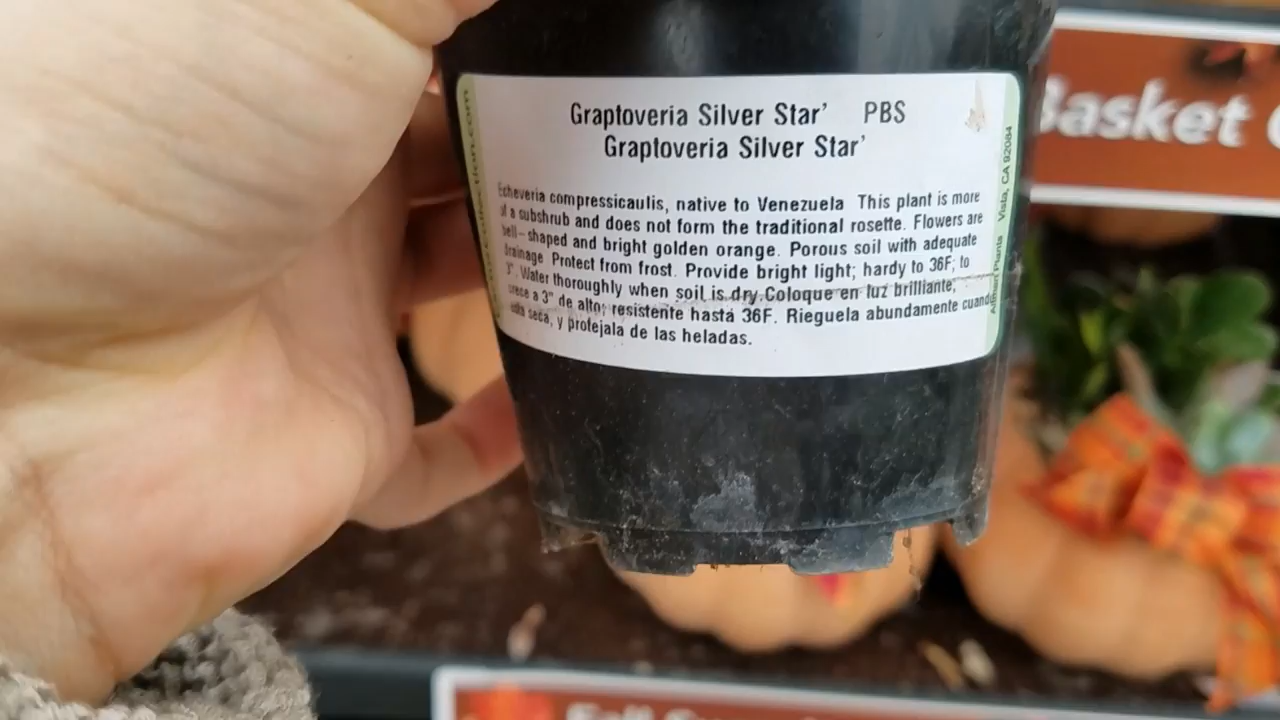 Graptoveria Silver Star' PBS
Graptoveria Silver Star'
Echeveria compressicaulis, native to Venezuela This plant is more
of a subshrub and does not form the traditional rosette. Flowers are
bell-shaped and bright golden orange. Porous soil with adequate
drainage Protect from frost. Provide bright light; hardy to 36F; to
3". Water thoroughly when soil is dry Coloque en luz brillante;
crece a 3" de alto; resistente hasta 36F. Rieguela abundamente cuando
seca, y protejala de las heladas.
Altman Plants Vista, CA 92084
Basket
Fall